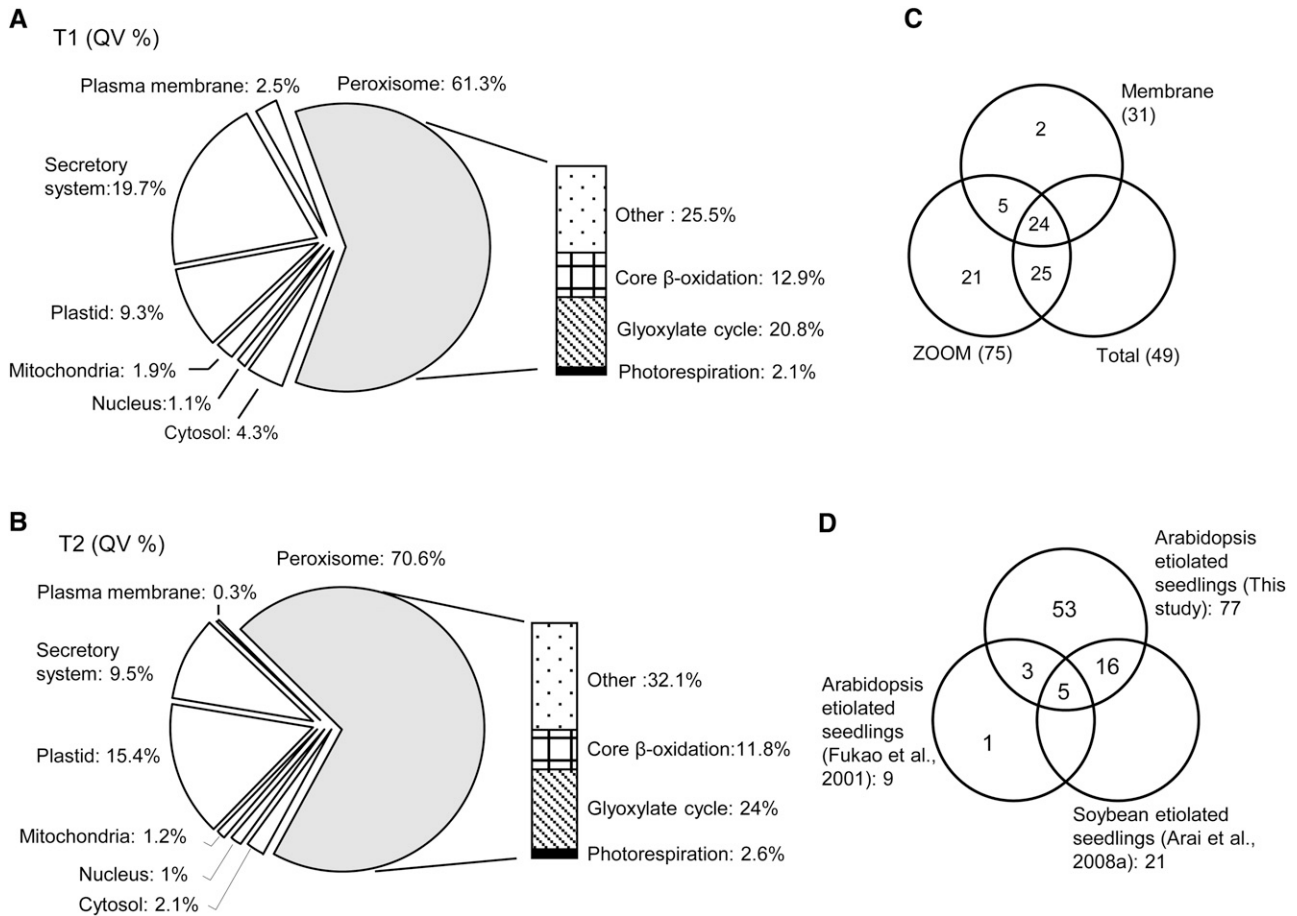 A
T1 (QV %)
Plasma membrane: 2.5%
Peroxisome: 61.3%
Secretory
system:19.7%
Plastid: 9.3%
Mitochondria: 1.9%
Nucleus:1.1%
Cytosol: 4.3%
Other : 25.5%
Core β-oxidation: 12.9%
Glyoxylate cycle: 20.8%
Photorespiration: 2.1%
C
Membrane
(31)
2
5
24
21
25
ZOOM (75)
Total (49)
B
T2 (QV %)
Peroxisome: 70.6%
Plasma membrane: 0.3%
Secretory
system: 9.5%
Plastid: 15.4%
Mitochondria: 1.2%
Nucleus: 1%
Cytosol: 2.1%
Other :32.1%
Core β-oxidation:11.8%
Glyoxylate cycle: 24%
Photorespiration: 2.6%
D
Arabidopsis
etiolated
seedlings (This
study): 77
53
3
16
5
1
Arabidopsis
etiolated
seedlings
(Fukao et al.,
2001): 9
Soybean etiolated
seedlings (Arai et al.,
2008a): 21